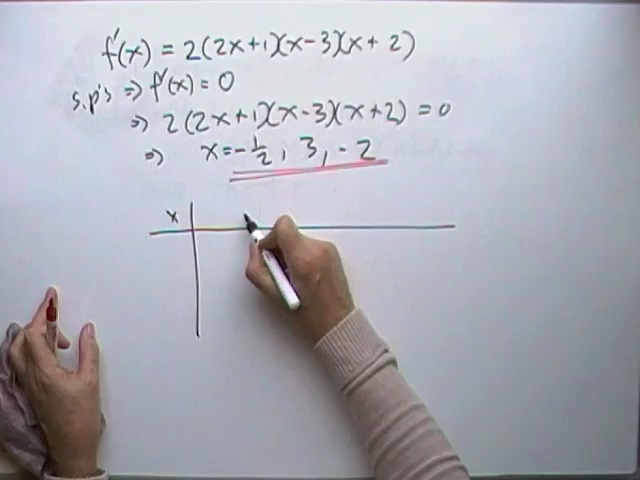 f'(x) = 2(2x+1)(x-3)(x+2)
s.p's => f'(x) = 0
=> 2(2x+1)(x-3)(x+2) = 0
=> x = -1/2, 3, -2
x